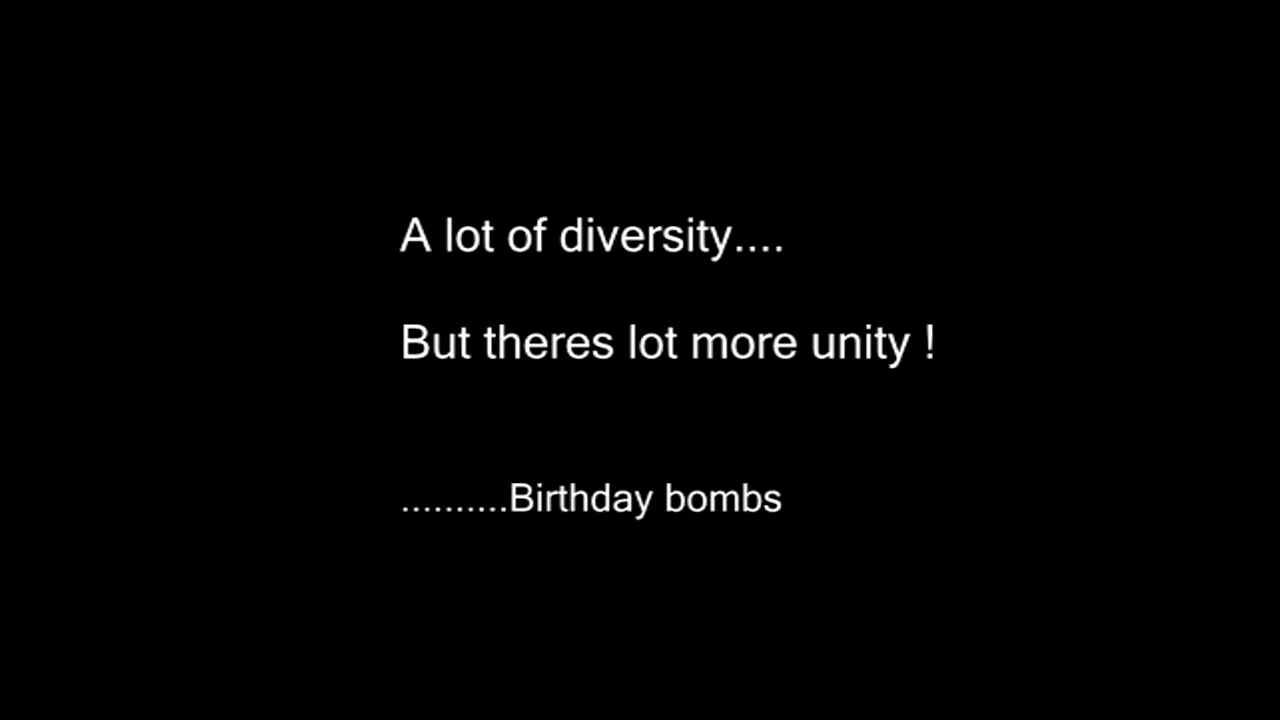 A lot of diversity....
But theres lot more unity !
..........Birthday bombs